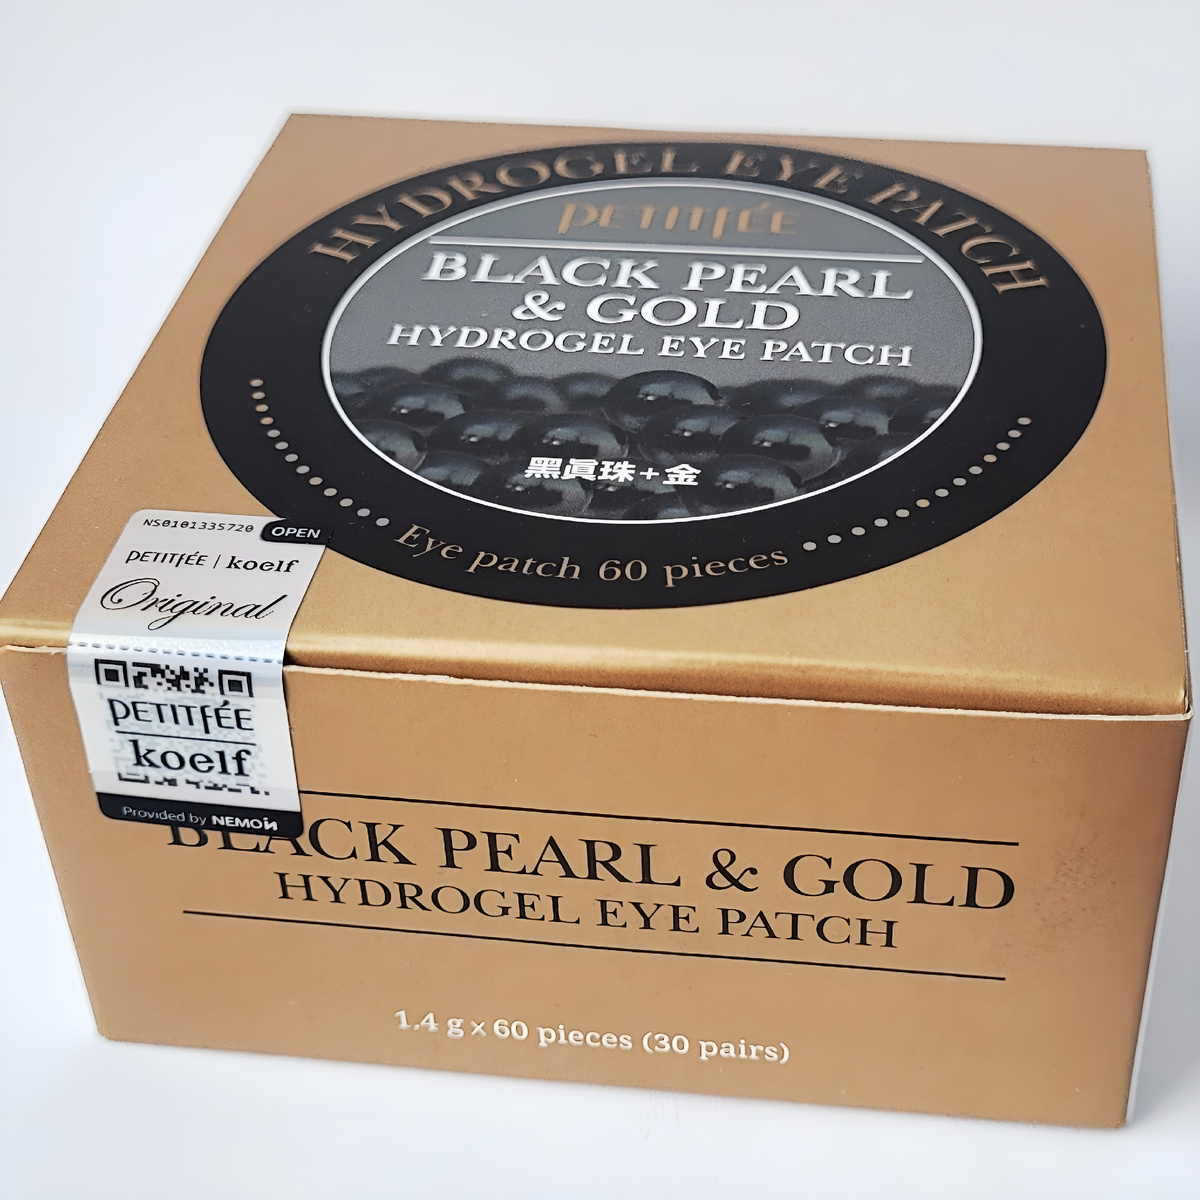 HYDROGEL EYE PATCH
PETITFÉE
BLACK PEARL
& GOLD
HYDROGEL EYE PATCH
黑眞珠+金
Eye patch 60 pieces
NS0101335720 OPEN
PETITFÉE | koelf
Original
PETITFÉE
koelf
Provided by NEMOIN
BLACK PEARL & GOLD
HYDROGEL EYE PATCH
1.4 g x 60 pieces (30 pairs)